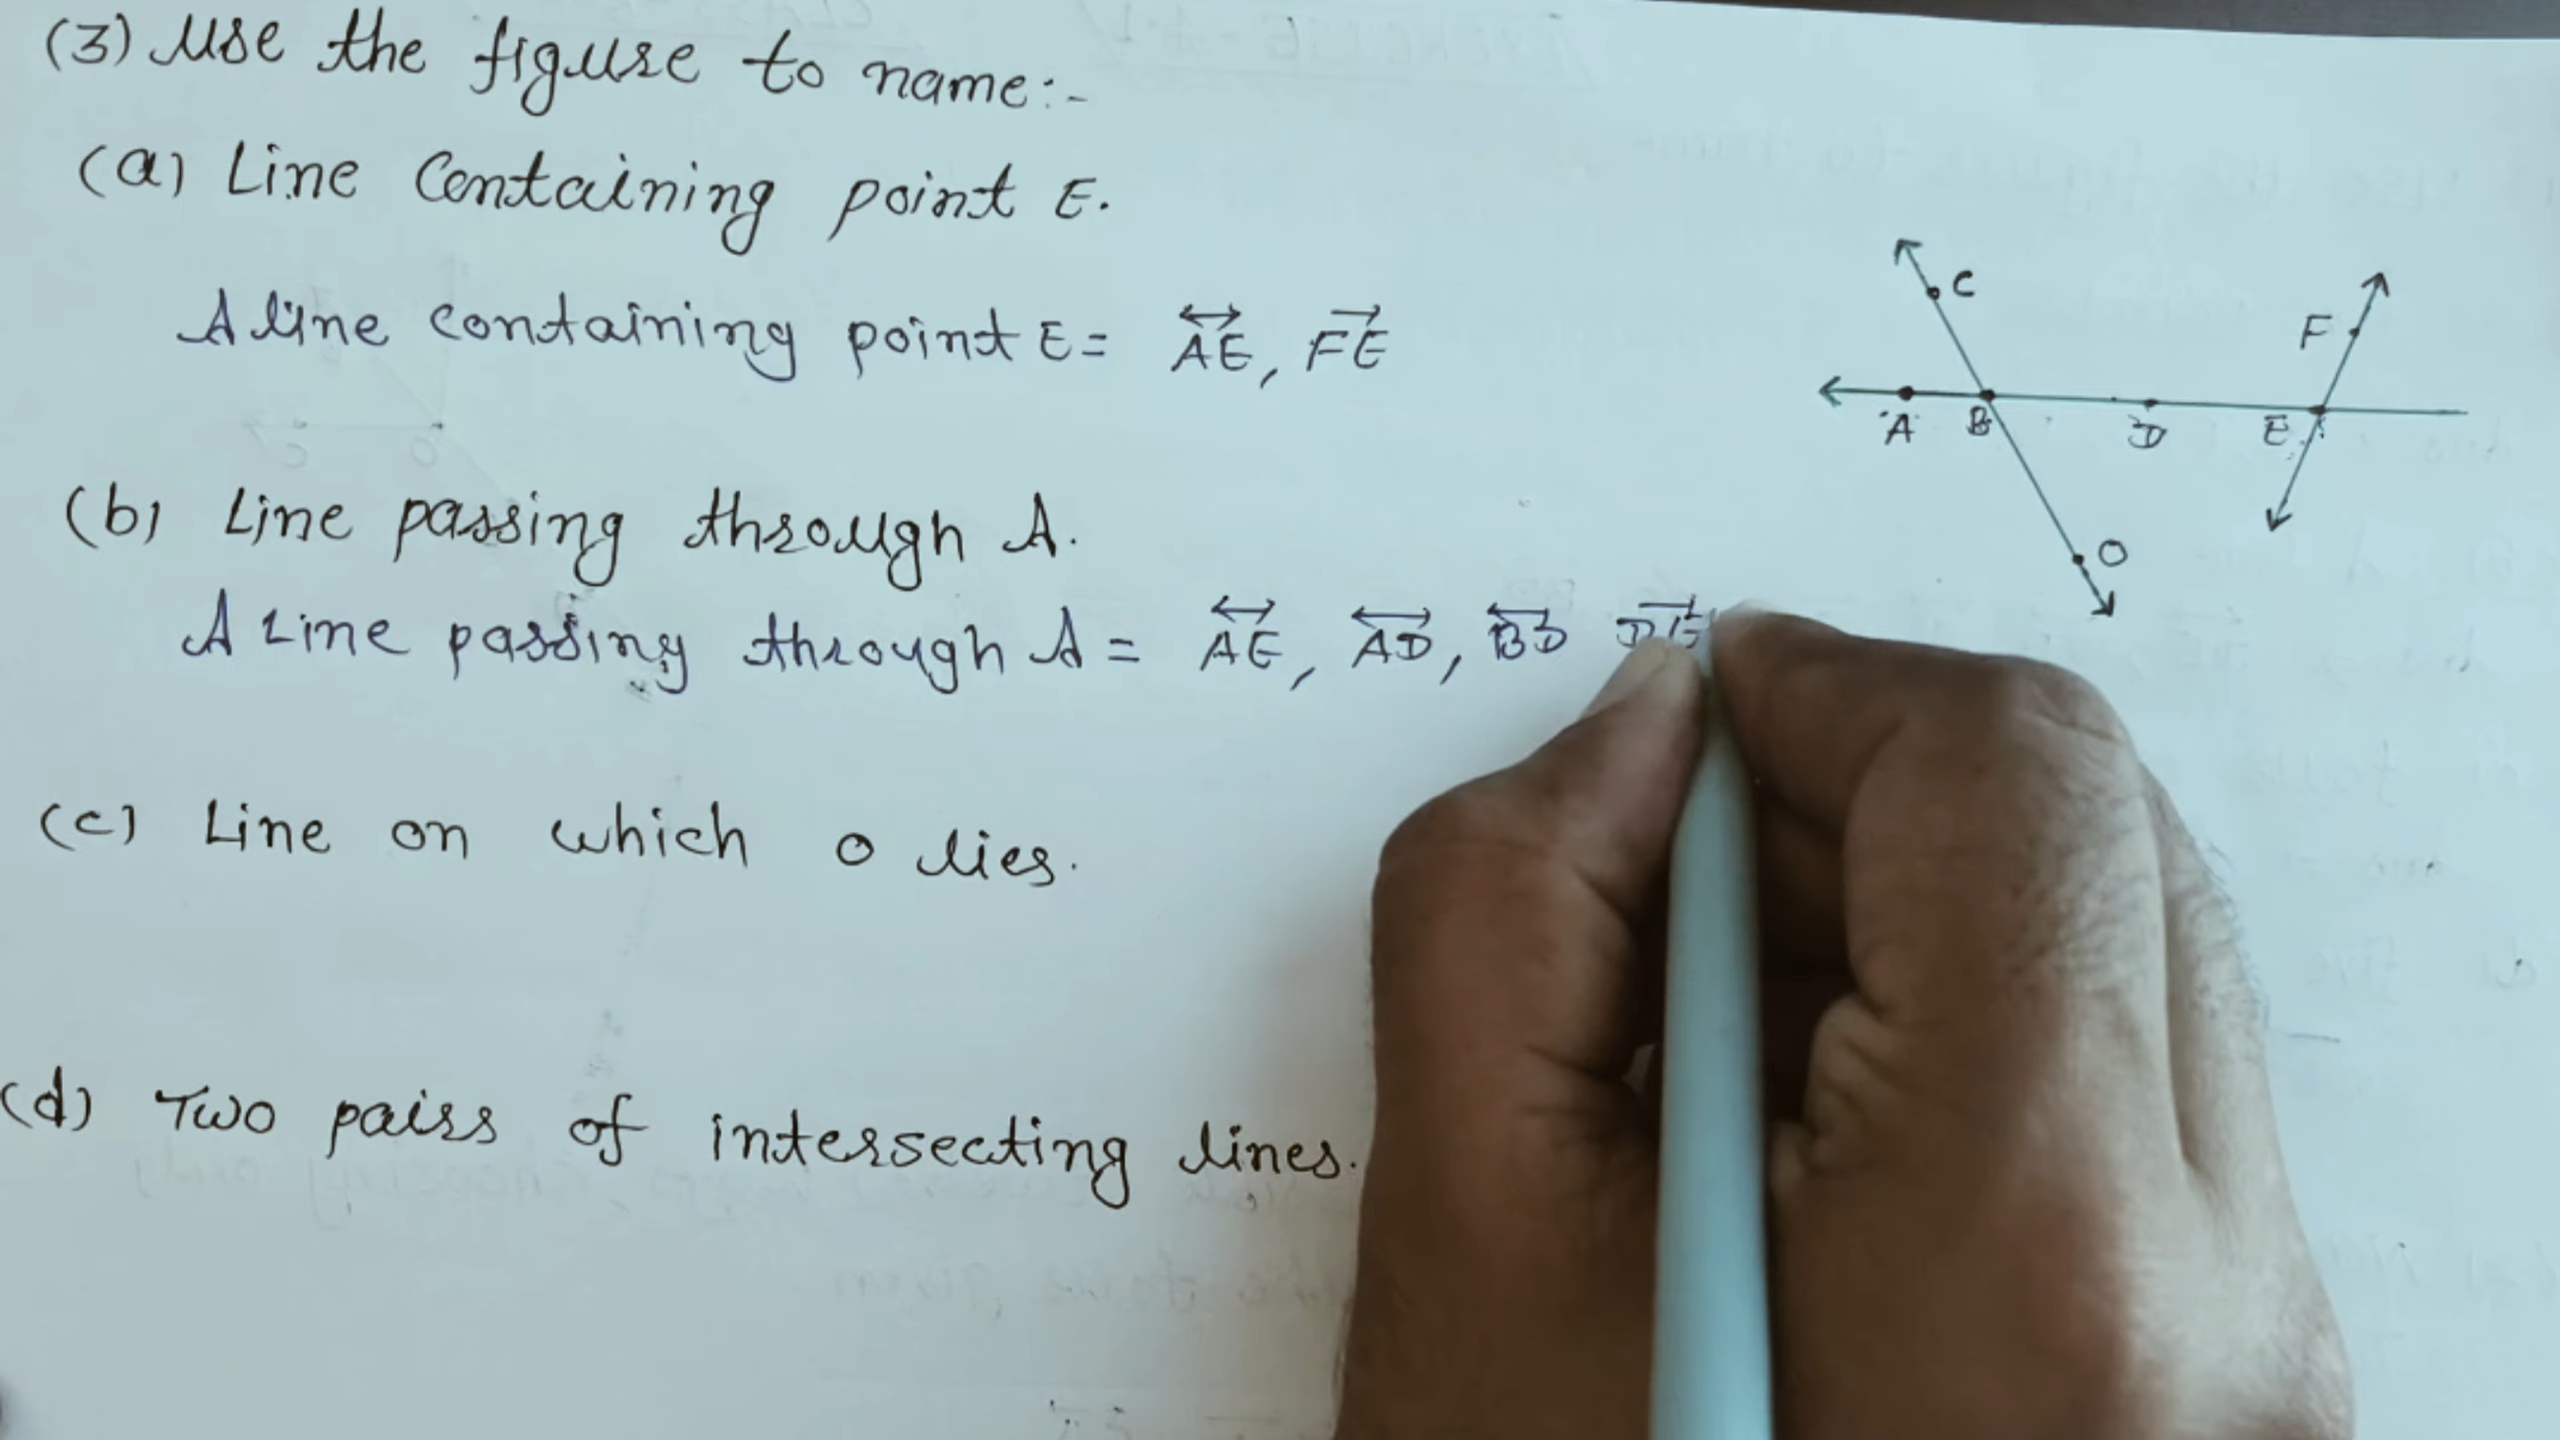 (3) Use the figure to name:-
(a) Line Containing point E.
A line containing point E = AE, FE
(b) Line passing through A.
A Line passing through A = AE, AD, BD DE
(c) Line on which O lies.
(d) Two pairs of intersecting lines.
C
F
A B D E
O